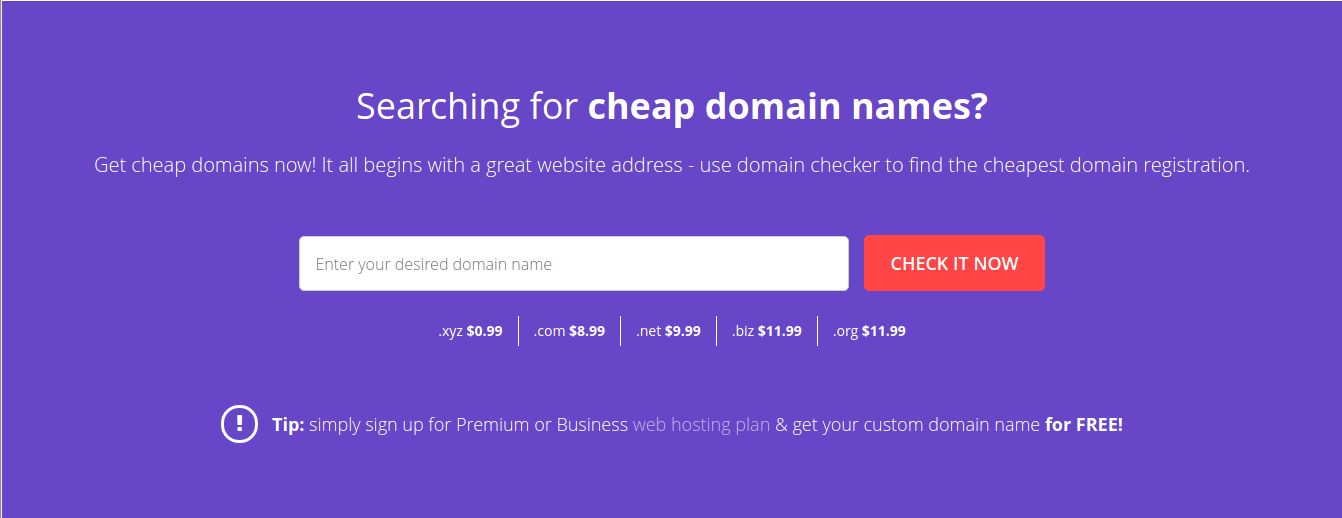 Searching for cheap domain names?
Get cheap domains now! It all begins with a great website address - use domain checker to find the cheapest domain registration.
Enter your desired domain name CHECK IT NOW
.xyz $0.99 .com $8.99 .net $9.99 .biz $11.99 .org $11.99
! Tip: simply sign up for Premium or Business web hosting plan & get your custom domain name for FREE!